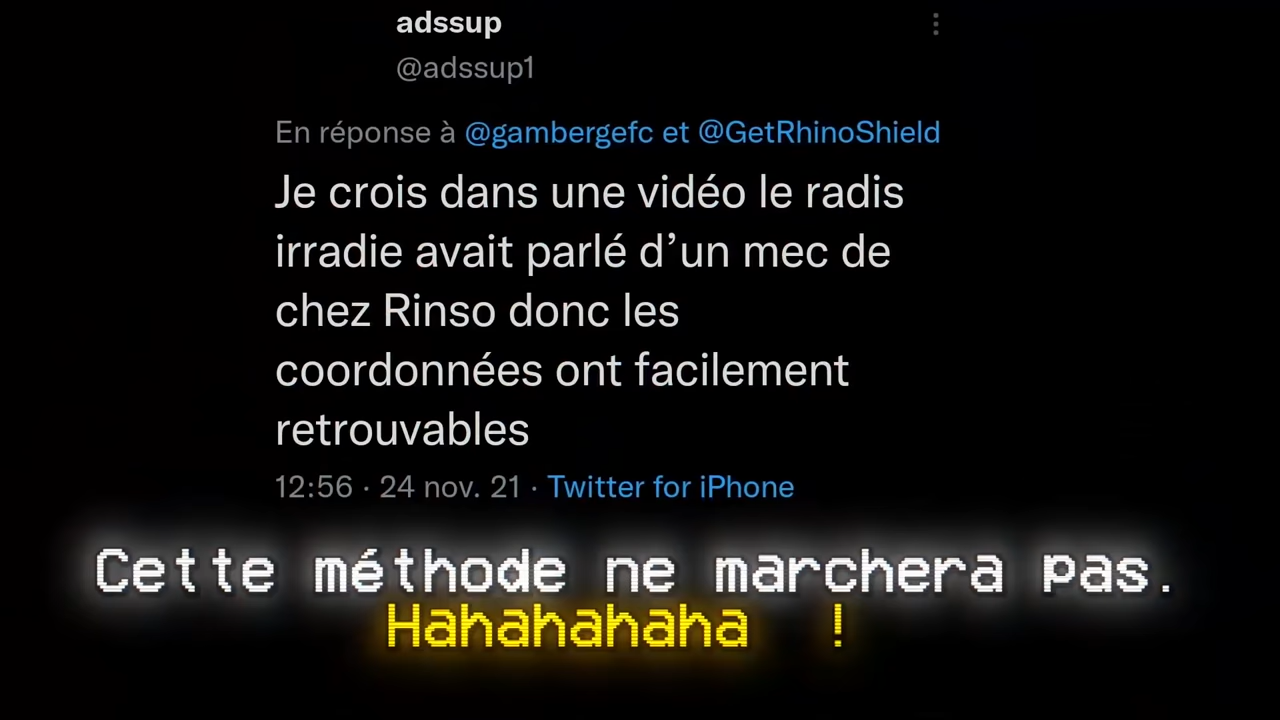 adssup
@adssup1
En réponse à @gambergefc et @GetRhinoShield
Je crois dans une vidéo le radis
irradie avait parlé d’un mec de
chez Rinso donc les
coordonnées ont facilement
retrouvables
12:56 · 24 nov. 21 · Twitter for iPhone
Cette méthode ne marchera pas.
Hahahahaha !